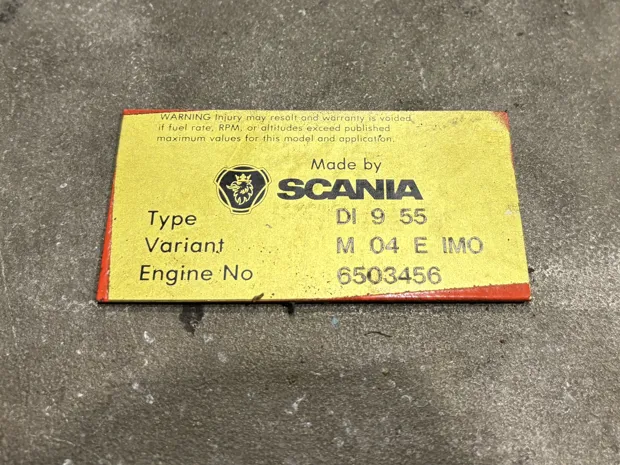 WARNING Injury may result and warranty is voided
if fuel rate, RPM, or altitudes exceed published
maximum values for this model and application.
Made by
SCANIA
Type DI 9 55
Variant M 04 E IMO
Engine No 6503456